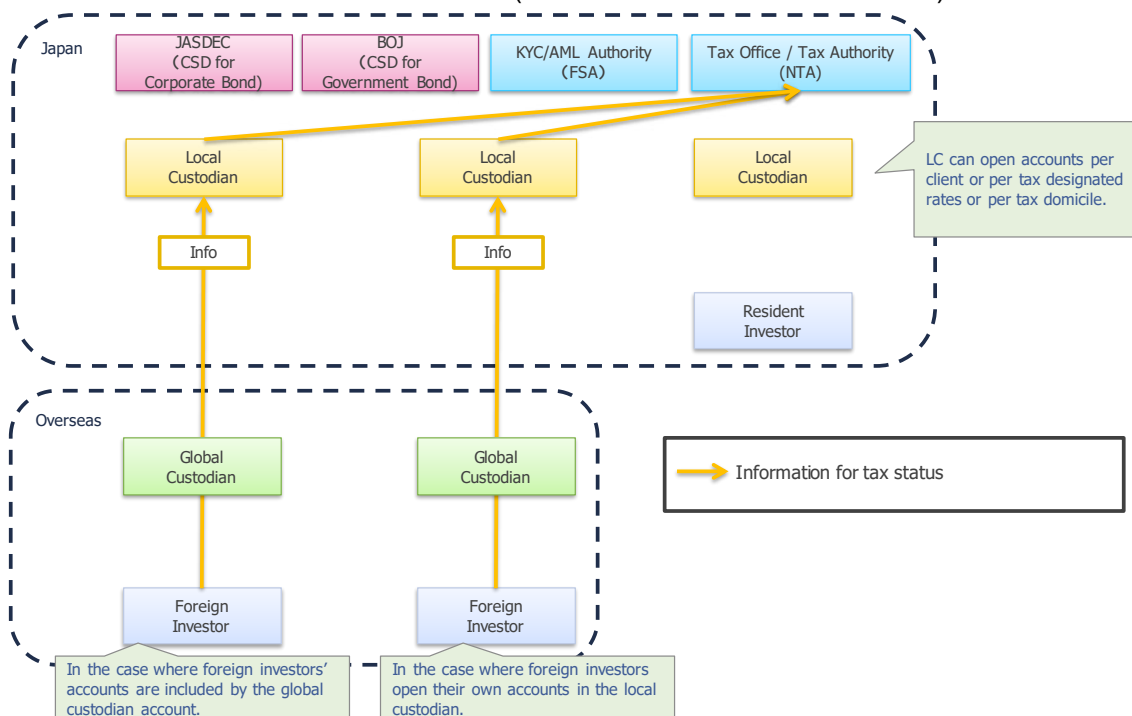 Japan
JASDEC
(CSD for
Corporate Bond)
BOJ
(CSD for
Government Bond)
KYC/AML Authority
(FSA)
Tax Office / Tax Authority
(NTA)
Local
Custodian
Local
Custodian
Local
Custodian
LC can open accounts per
client or per tax designated
rates or per tax domicile.
Info
Info
Resident
Investor
Overseas
Global
Custodian
Global
Custodian
Information for tax status
Foreign
Investor
Foreign
Investor
In the case where foreign investors’
accounts are included by the global
custodian account.
In the case where foreign investors
open their own accounts in the local
custodian.